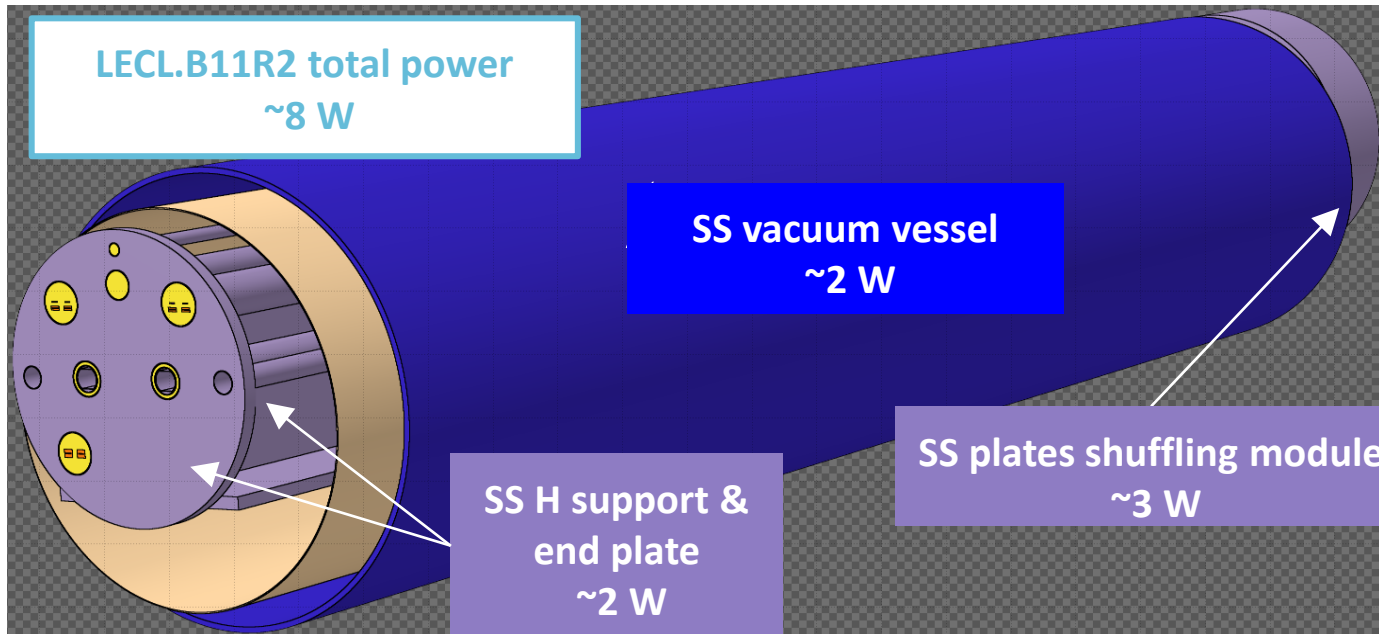 LECL.B11R2 total power
~8 W
SS vacuum vessel
~2 W
SS H support &
end plate
~2 W
SS plates shuffling module
~3 W